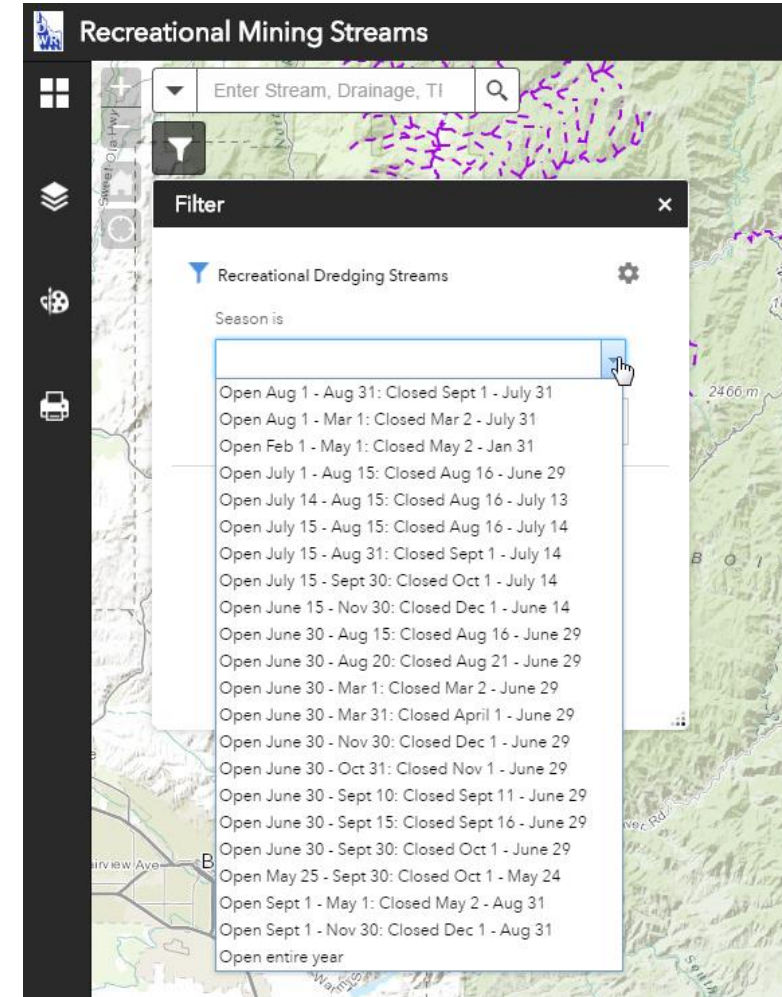 IDWR Recreational Mining Streams
Enter Stream, Drainage, TI
Sweet Ola Hwy
Filter ×
Recreational Dredging Streams
Season is
Open Aug 1 - Aug 31: Closed Sept 1 - July 31
Open Aug 1 - Mar 1: Closed Mar 2 - July 31
2466 m
Open Feb 1 - May 1: Closed May 2 - Jan 31
Open July 1 - Aug 15: Closed Aug 16 - June 29
Open July 14 - Aug 15: Closed Aug 16 - July 13
Open July 15 - Aug 15: Closed Aug 16 - July 14
Open July 15 - Aug 31: Closed Sept 1 - July 14
B O I
Open July 15 - Sept 30: Closed Oct 1 - July 14
Open June 15 - Nov 30: Closed Dec 1 - June 14
Open June 30 - Aug 15: Closed Aug 16 - June 29
Open June 30 - Aug 20: Closed Aug 21 - June 29
Open June 30 - Mar 1: Closed Mar 2 - June 29
Open June 30 - Mar 31: Closed April 1 - June 29
Open June 30 - Nov 30: Closed Dec 1 - June 29
Open June 30 - Oct 31: Closed Nov 1 - June 29
Open June 30 - Sept 10: Closed Sept 11 - June 29
Open June 30 - Sept 15: Closed Sept 16 - June 29
Open June 30 - Sept 30: Closed Oct 1 - June 29
irview Ave B
Open May 25 - Sept 30: Closed Oct 1 - May 24
Open Sept 1 - May 1: Closed May 2 - Aug 31
Open Sept 1 - Nov 30: Closed Dec 1 - Aug 31
Open entire year
South